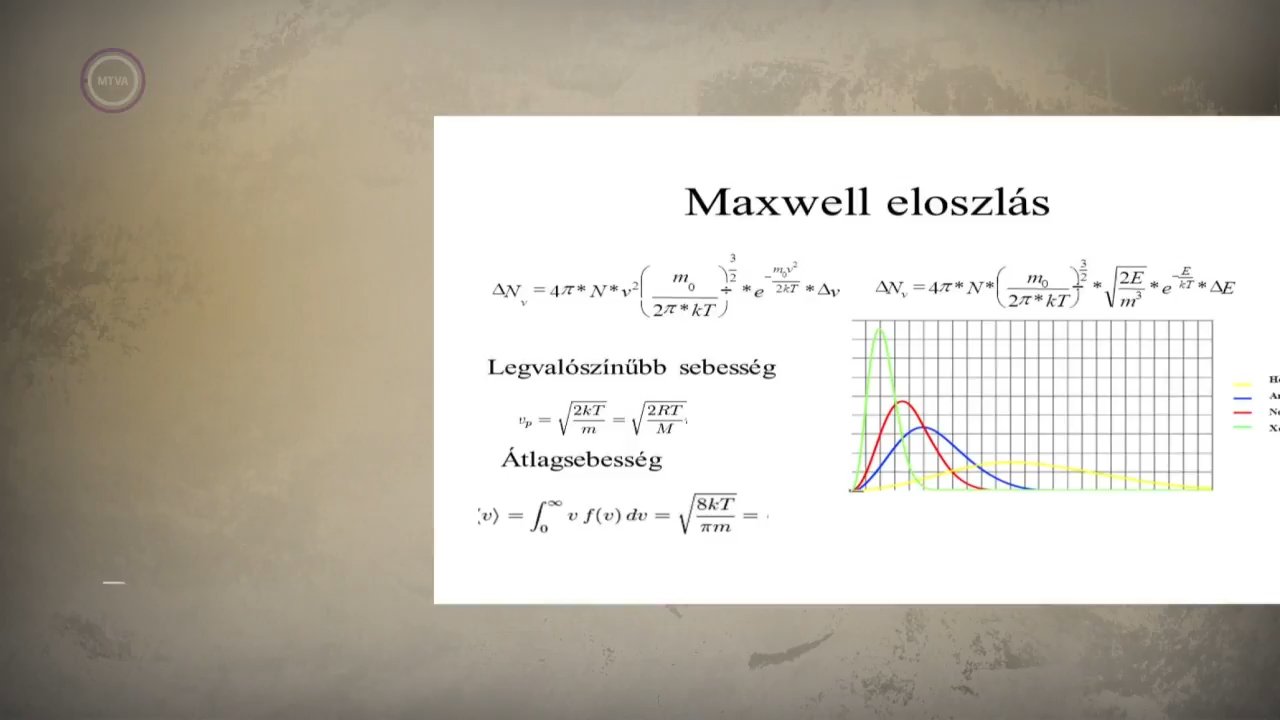 MTVA
Maxwell eloszlás
ΔN_v = 4π * N * v² (m₀ / 2π * kT)^(3/2) * e^(-m₀v² / 2kT) * Δv
ΔN_v = 4π * N * (m₀ / 2π * kT)^(3/2) * √(2E / m³) * e^(-E / kT) * ΔE
Legvalószínűbb sebesség
v_p = √(2kT / m) = √(2RT / M)
Átlagsebesség
⟨v⟩ = ∫₀^∞ v f(v) dv = √(8kT / πm) =